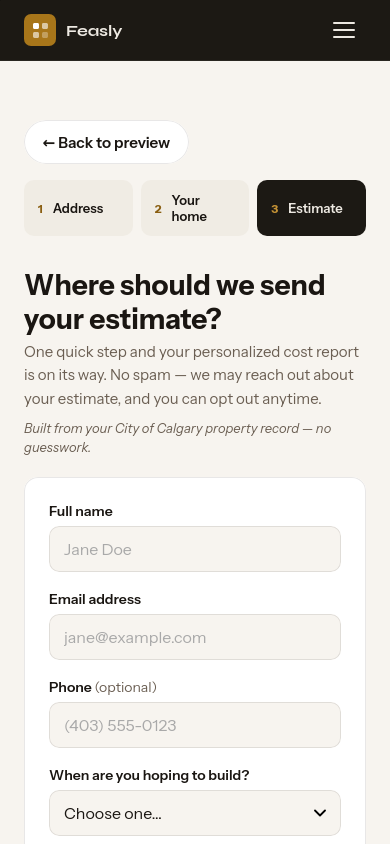 Feasly
← Back to preview
1 Address
2 Your
home
3 Estimate
Where should we send
your estimate?
One quick step and your personalized cost report
is on its way. No spam — we may reach out about
your estimate, and you can opt out anytime.
Built from your City of Calgary property record — no
guesswork.
Full name
Jane Doe
Email address
jane@example.com
Phone (optional)
(403) 555-0123
When are you hoping to build?
Choose one...